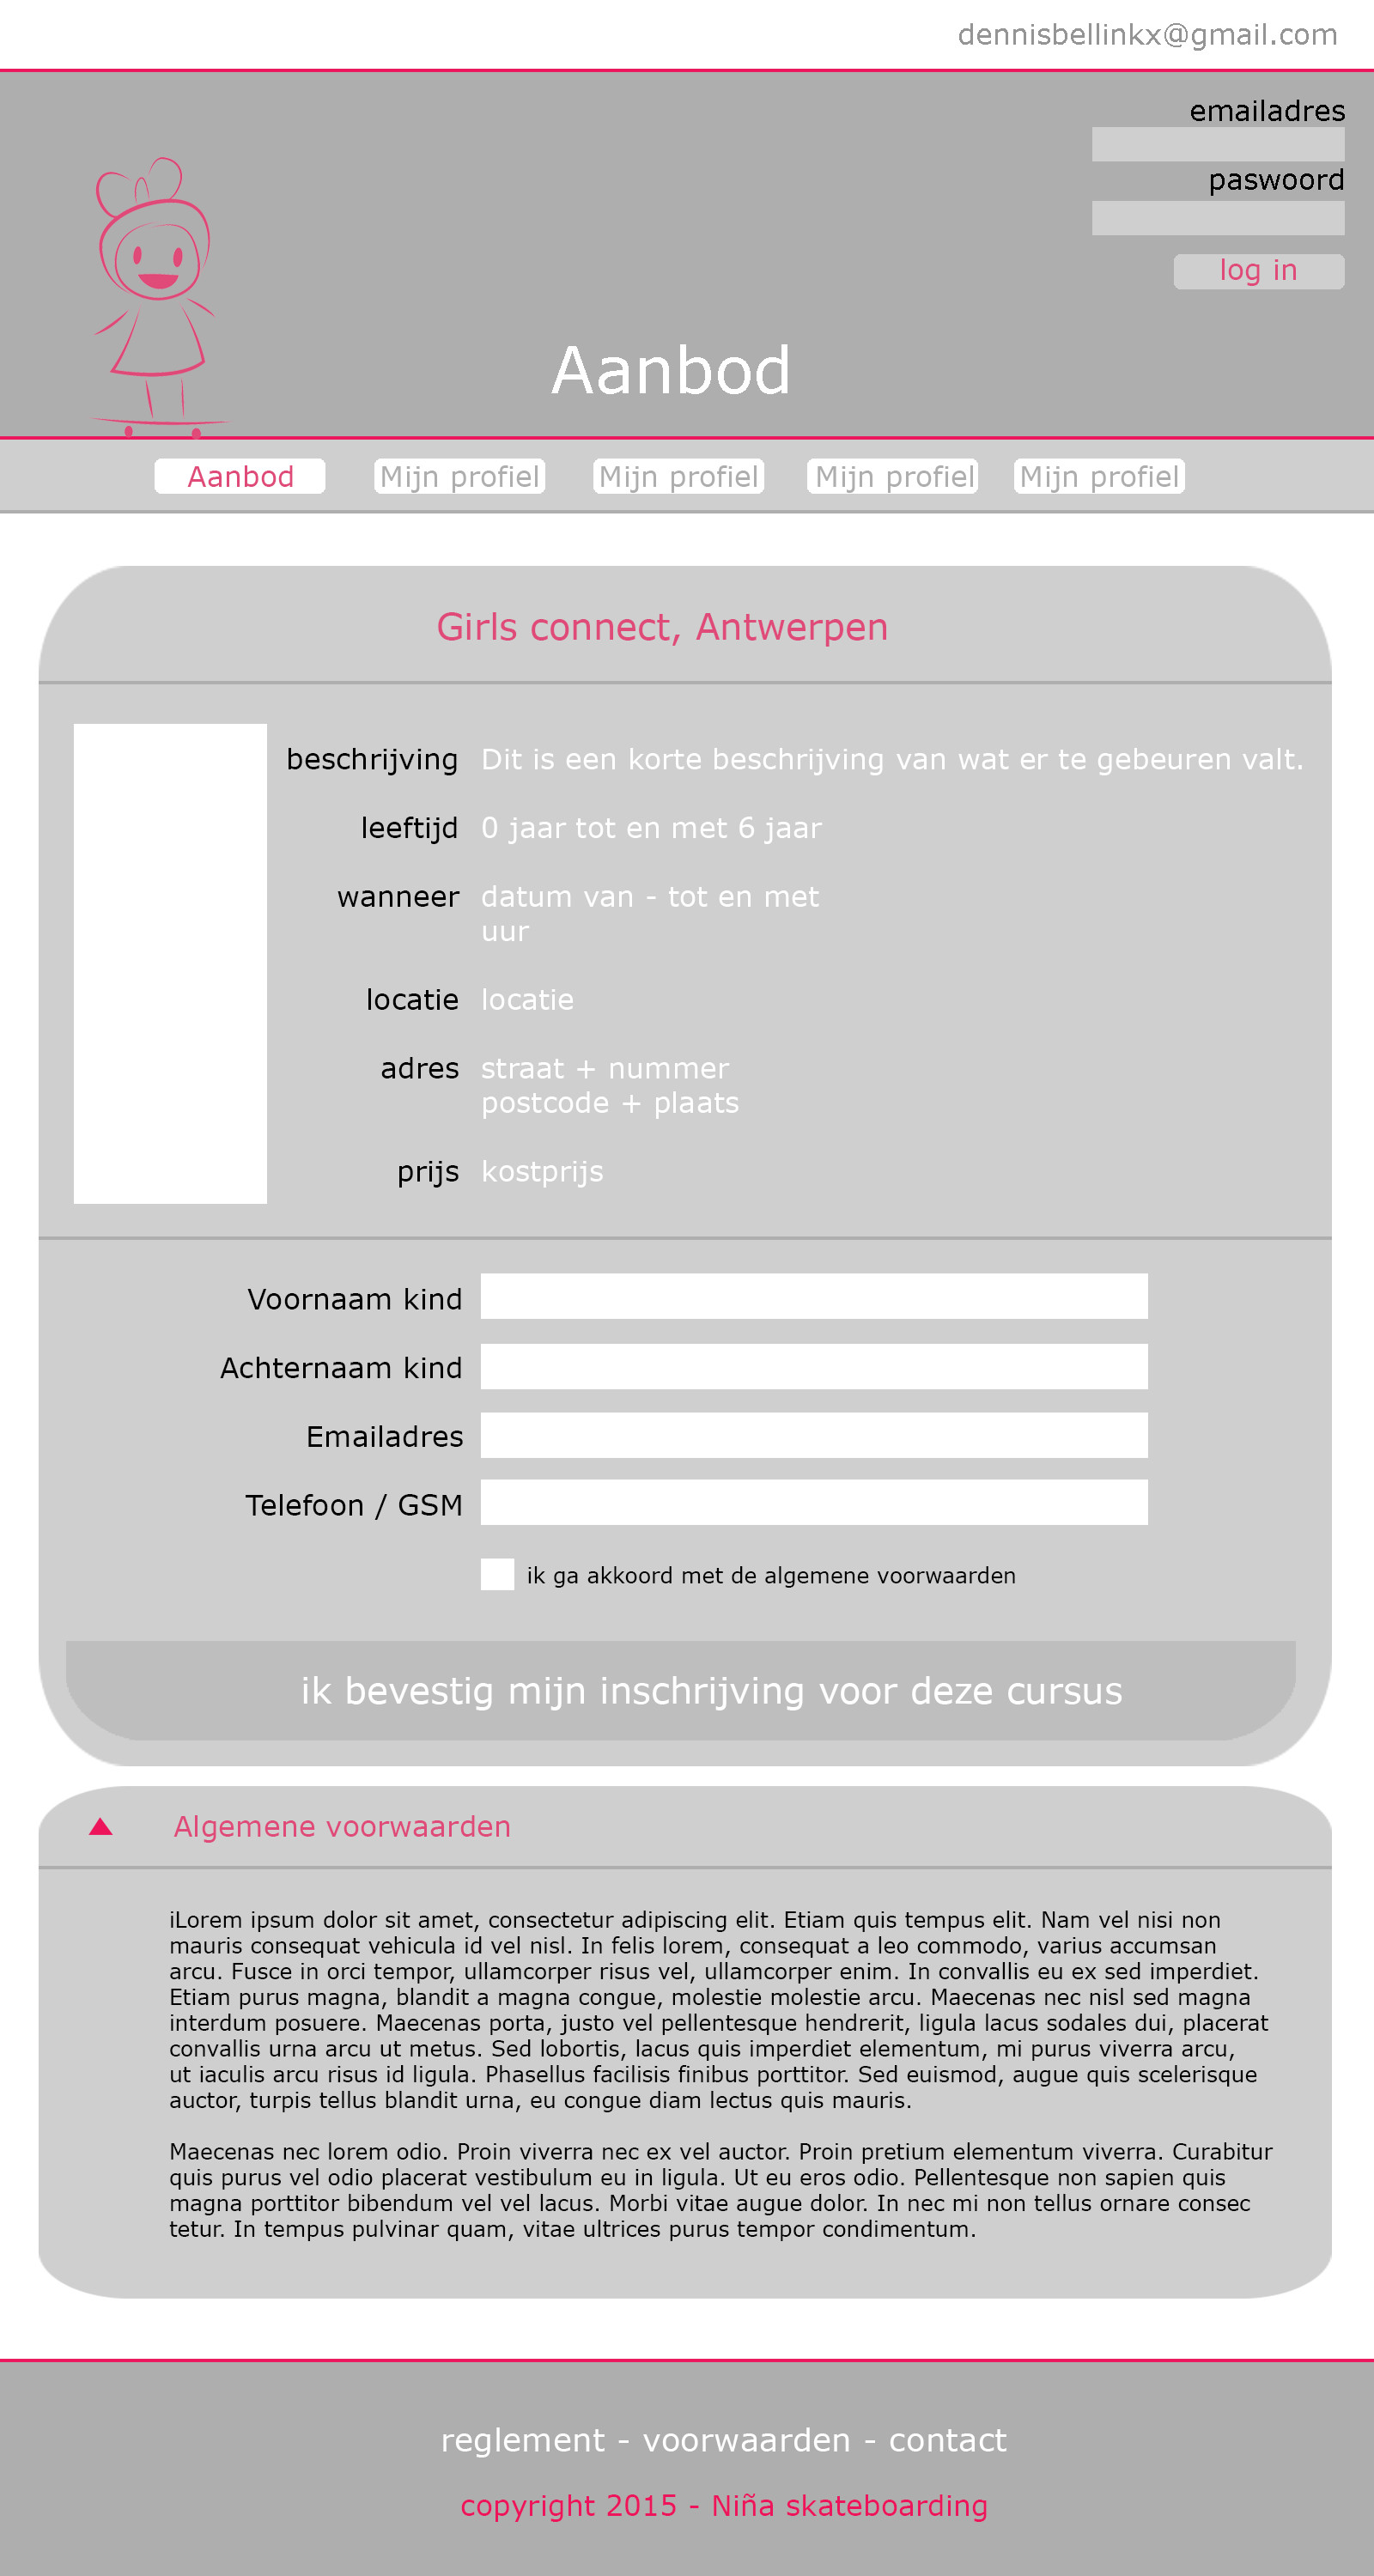 dennisbellinkx@gmail.com
emailadres
paswoord
log in
Aanbod
Aanbod Mijn profiel Mijn profiel Mijn profiel Mijn profiel
Girls connect, Antwerpen
beschrijving Dit is een korte beschrijving van wat er te gebeuren valt.
leeftijd 0 jaar tot en met 6 jaar
wanneer datum van - tot en met
uur
locatie locatie
adres straat + nummer
postcode + plaats
prijs kostprijs
Voornaam kind
Achternaam kind
Emailadres
Telefoon / GSM
ik ga akkoord met de algemene voorwaarden
ik bevestig mijn inschrijving voor deze cursus
Algemene voorwaarden
iLorem ipsum dolor sit amet, consectetur adipiscing elit. Etiam quis tempus elit. Nam vel nisi non
mauris consequat vehicula id vel nisl. In felis lorem, consequat a leo commodo, varius accumsan
arcu. Fusce in orci tempor, ullamcorper risus vel, ullamcorper enim. In convallis eu ex sed imperdiet.
Etiam purus magna, blandit a magna congue, molestie molestie arcu. Maecenas nec nisl sed magna
interdum posuere. Maecenas porta, justo vel pellentesque hendrerit, ligula lacus sodales dui, placerat
convallis urna arcu ut metus. Sed lobortis, lacus quis imperdiet elementum, mi purus viverra arcu,
ut iaculis arcu risus id ligula. Phasellus facilisis finibus porttitor. Sed euismod, augue quis scelerisque
auctor, turpis tellus blandit urna, eu congue diam lectus quis mauris.
Maecenas nec lorem odio. Proin viverra nec ex vel auctor. Proin pretium elementum viverra. Curabitur
quis purus vel odio placerat vestibulum eu in ligula. Ut eu eros odio. Pellentesque non sapien quis
magna porttitor bibendum vel vel lacus. Morbi vitae augue dolor. In nec mi non tellus ornare consec
tetur. In tempus pulvinar quam, vitae ultrices purus tempor condimentum.
reglement - voorwaarden - contact
copyright 2015 - Niña skateboarding